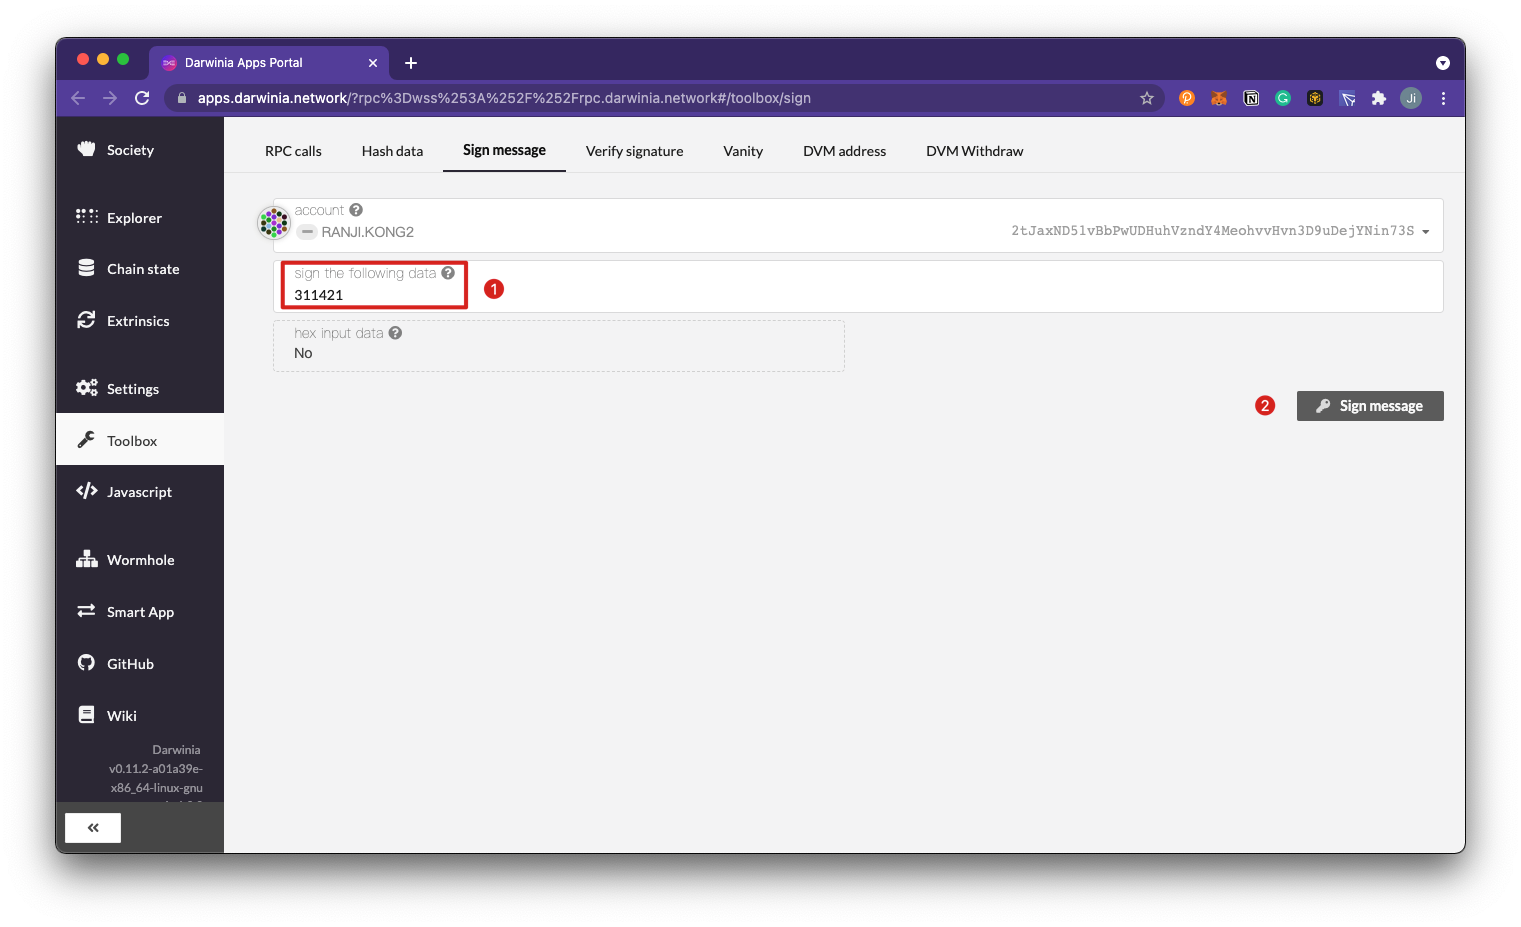 Darwinia Apps Portal
apps.darwinia.network/?rpc%3Dwss%253A%252F%252Frpc.darwinia.network#/toolbox/sign
Ji
Society
Explorer
Chain state
Extrinsics
Settings
Toolbox
Javascript
Wormhole
Smart App
GitHub
Wiki
Darwinia
v0.11.2-a01a39e-
x86_64-linux-gnu
RPC calls
Hash data
Sign message
Verify signature
Vanity
DVM address
DVM Withdraw
account
RANJI.KONG2
2tJaxND51vBbPwUDHuhVzndY4MeohvvHvn3D9uDejYNin73S
sign the following data
311421
1
hex input data
No
2
Sign message